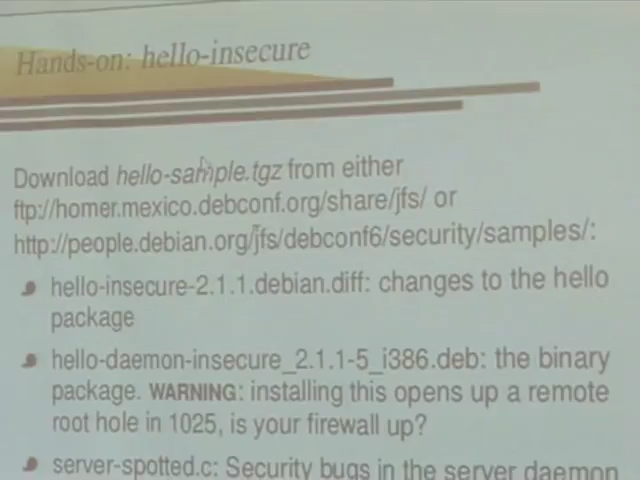 Hands-on: hello-insecure
Download hello-sample.tgz from either
ftp://homer.mexico.debconf.org/share/jfs/ or
http://people.debian.org/jfs/debconf6/security/samples/:
hello-insecure-2.1.1.debian.diff: changes to the hello
package
hello-daemon-insecure_2.1.1-5_i386.deb: the binary
package. WARNING: installing this opens up a remote
root hole in 1025, is your firewall up?
server-spotted.c: Security bugs in the server daemon